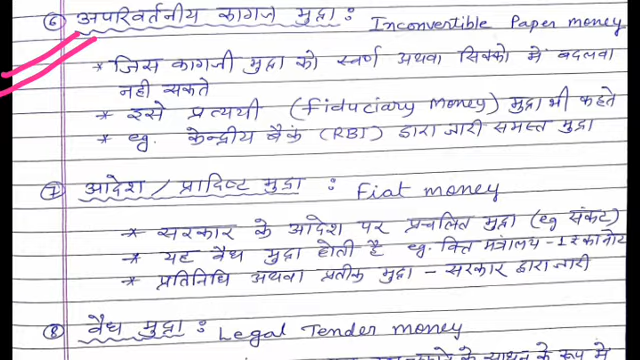 ⑥ अपरिवर्तनीय कागजी मुद्रा : Inconvertible Paper money
* जिस कागजी मुद्रा को स्वर्ण अथवा सिक्को में बदलवा
नही सकते
* इसे प्रत्ययी (fiduciary money) मुद्रा भी कहते
* eg. केन्द्रीय बैंक (RBI) द्वारा जारी समस्त मुद्रा
⑦ आदेश / प्रादिष्ट मुद्रा : Fiat money
* सरकार के आदेश पर प्रचलित मुद्रा (eg संकट)
* यह वैध मुद्रा होती है eg. वित्त मंत्रालय - 1 ₹ का नोट
* प्रतिनिधि अथवा प्रतीक मुद्रा - सरकार द्वारा जारी
⑧ वैध मुद्रा : Legal Tender money
के साधन के रूप में